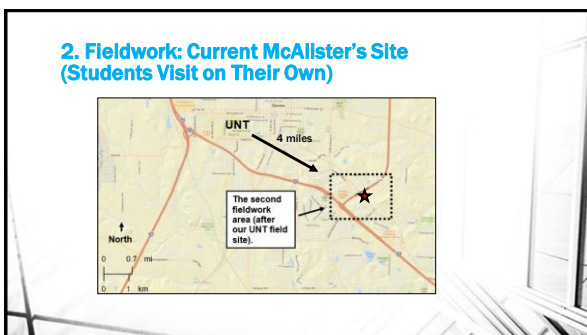 2. Fieldwork: Current McAlister's Site
(Students Visit on Their Own)
UNT
4 miles
The second
fieldwork
area (after
our UNT field
site).
North
0 0.7 mi
0 1 km